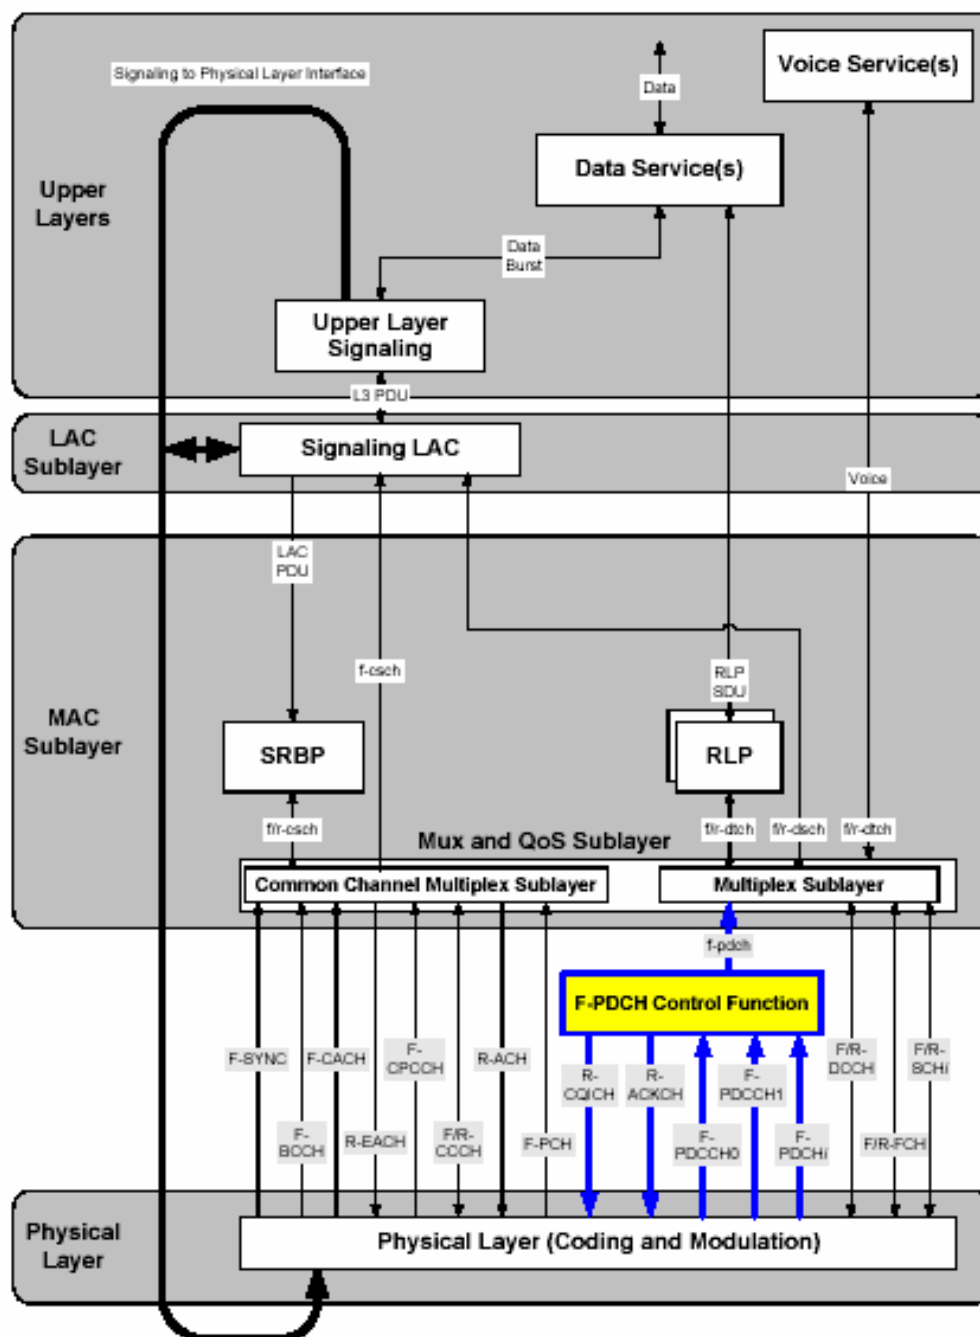 Signaling to Physical Layer Interface
Voice Service(s)
Data
Data Service(s)
Upper
Layers
Data
Burst
Upper Layer
Signaling
L3 PDU
LAC
Sublayer
Signaling LAC
Voice
LAC
PDU
f-csch
RLP
SDU
MAC
Sublayer
SRBP
RLP
f/r-csch
f/r-dtch
f/r-dsch
f/r-dtch
Mux and QoS Sublayer
Common Channel Multiplex Sublayer
Multiplex Sublayer
f-pdch
F-PDCH Control Function
F-SYNC
F-
BCCH
F-CACH
R-EACH
F-
CPCCH
F/R-
CCCH
R-ACH
F-PCH
R-
CQICH
R-
ACKCH
F-
PDCCH0
F-
PDCCH1
F-
PDCHi
F/R-
DCCH
F/R-FCH
F/R-
SCHi
Physical
Layer
Physical Layer (Coding and Modulation)